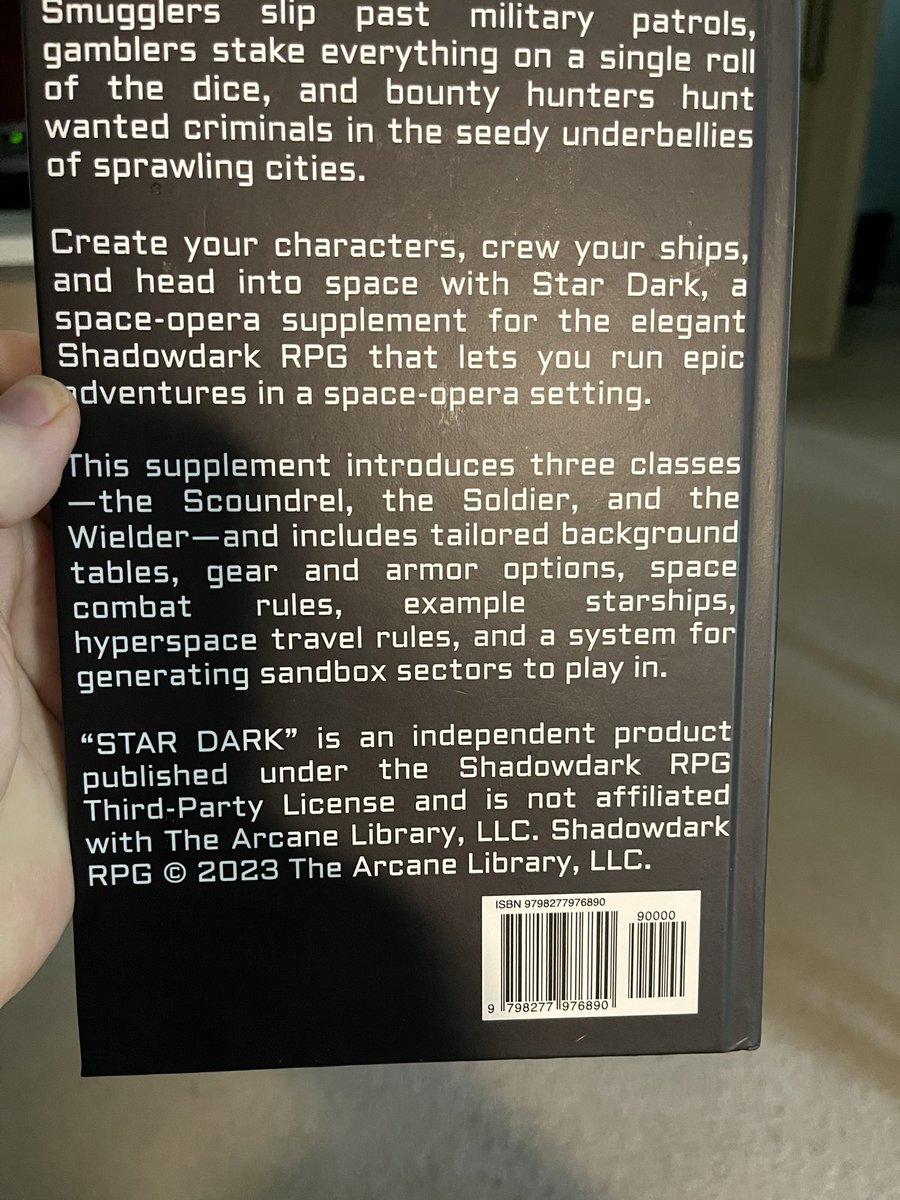 Smugglers slip past military patrols,
gamblers stake everything on a single roll
of the dice, and bounty hunters hunt
wanted criminals in the seedy underbellies
of sprawling cities.
Create your characters, crew your ships,
and head into space with Star Dark, a
space-opera supplement for the elegant
Shadowdark RPG that lets you run epic
adventures in a space-opera setting.
This supplement introduces three classes
—the Scoundrel, the Soldier, and the
Wielder—and includes tailored background
tables, gear and armor options, space
combat rules, example starships,
hyperspace travel rules, and a system for
generating sandbox sectors to play in.
“STAR DARK” is an independent product
published under the Shadowdark RPG
Third-Party License and is not affiliated
with The Arcane Library, LLC. Shadowdark
RPG © 2023 The Arcane Library, LLC.
ISBN 9798277976890
90000
9 798277 976890